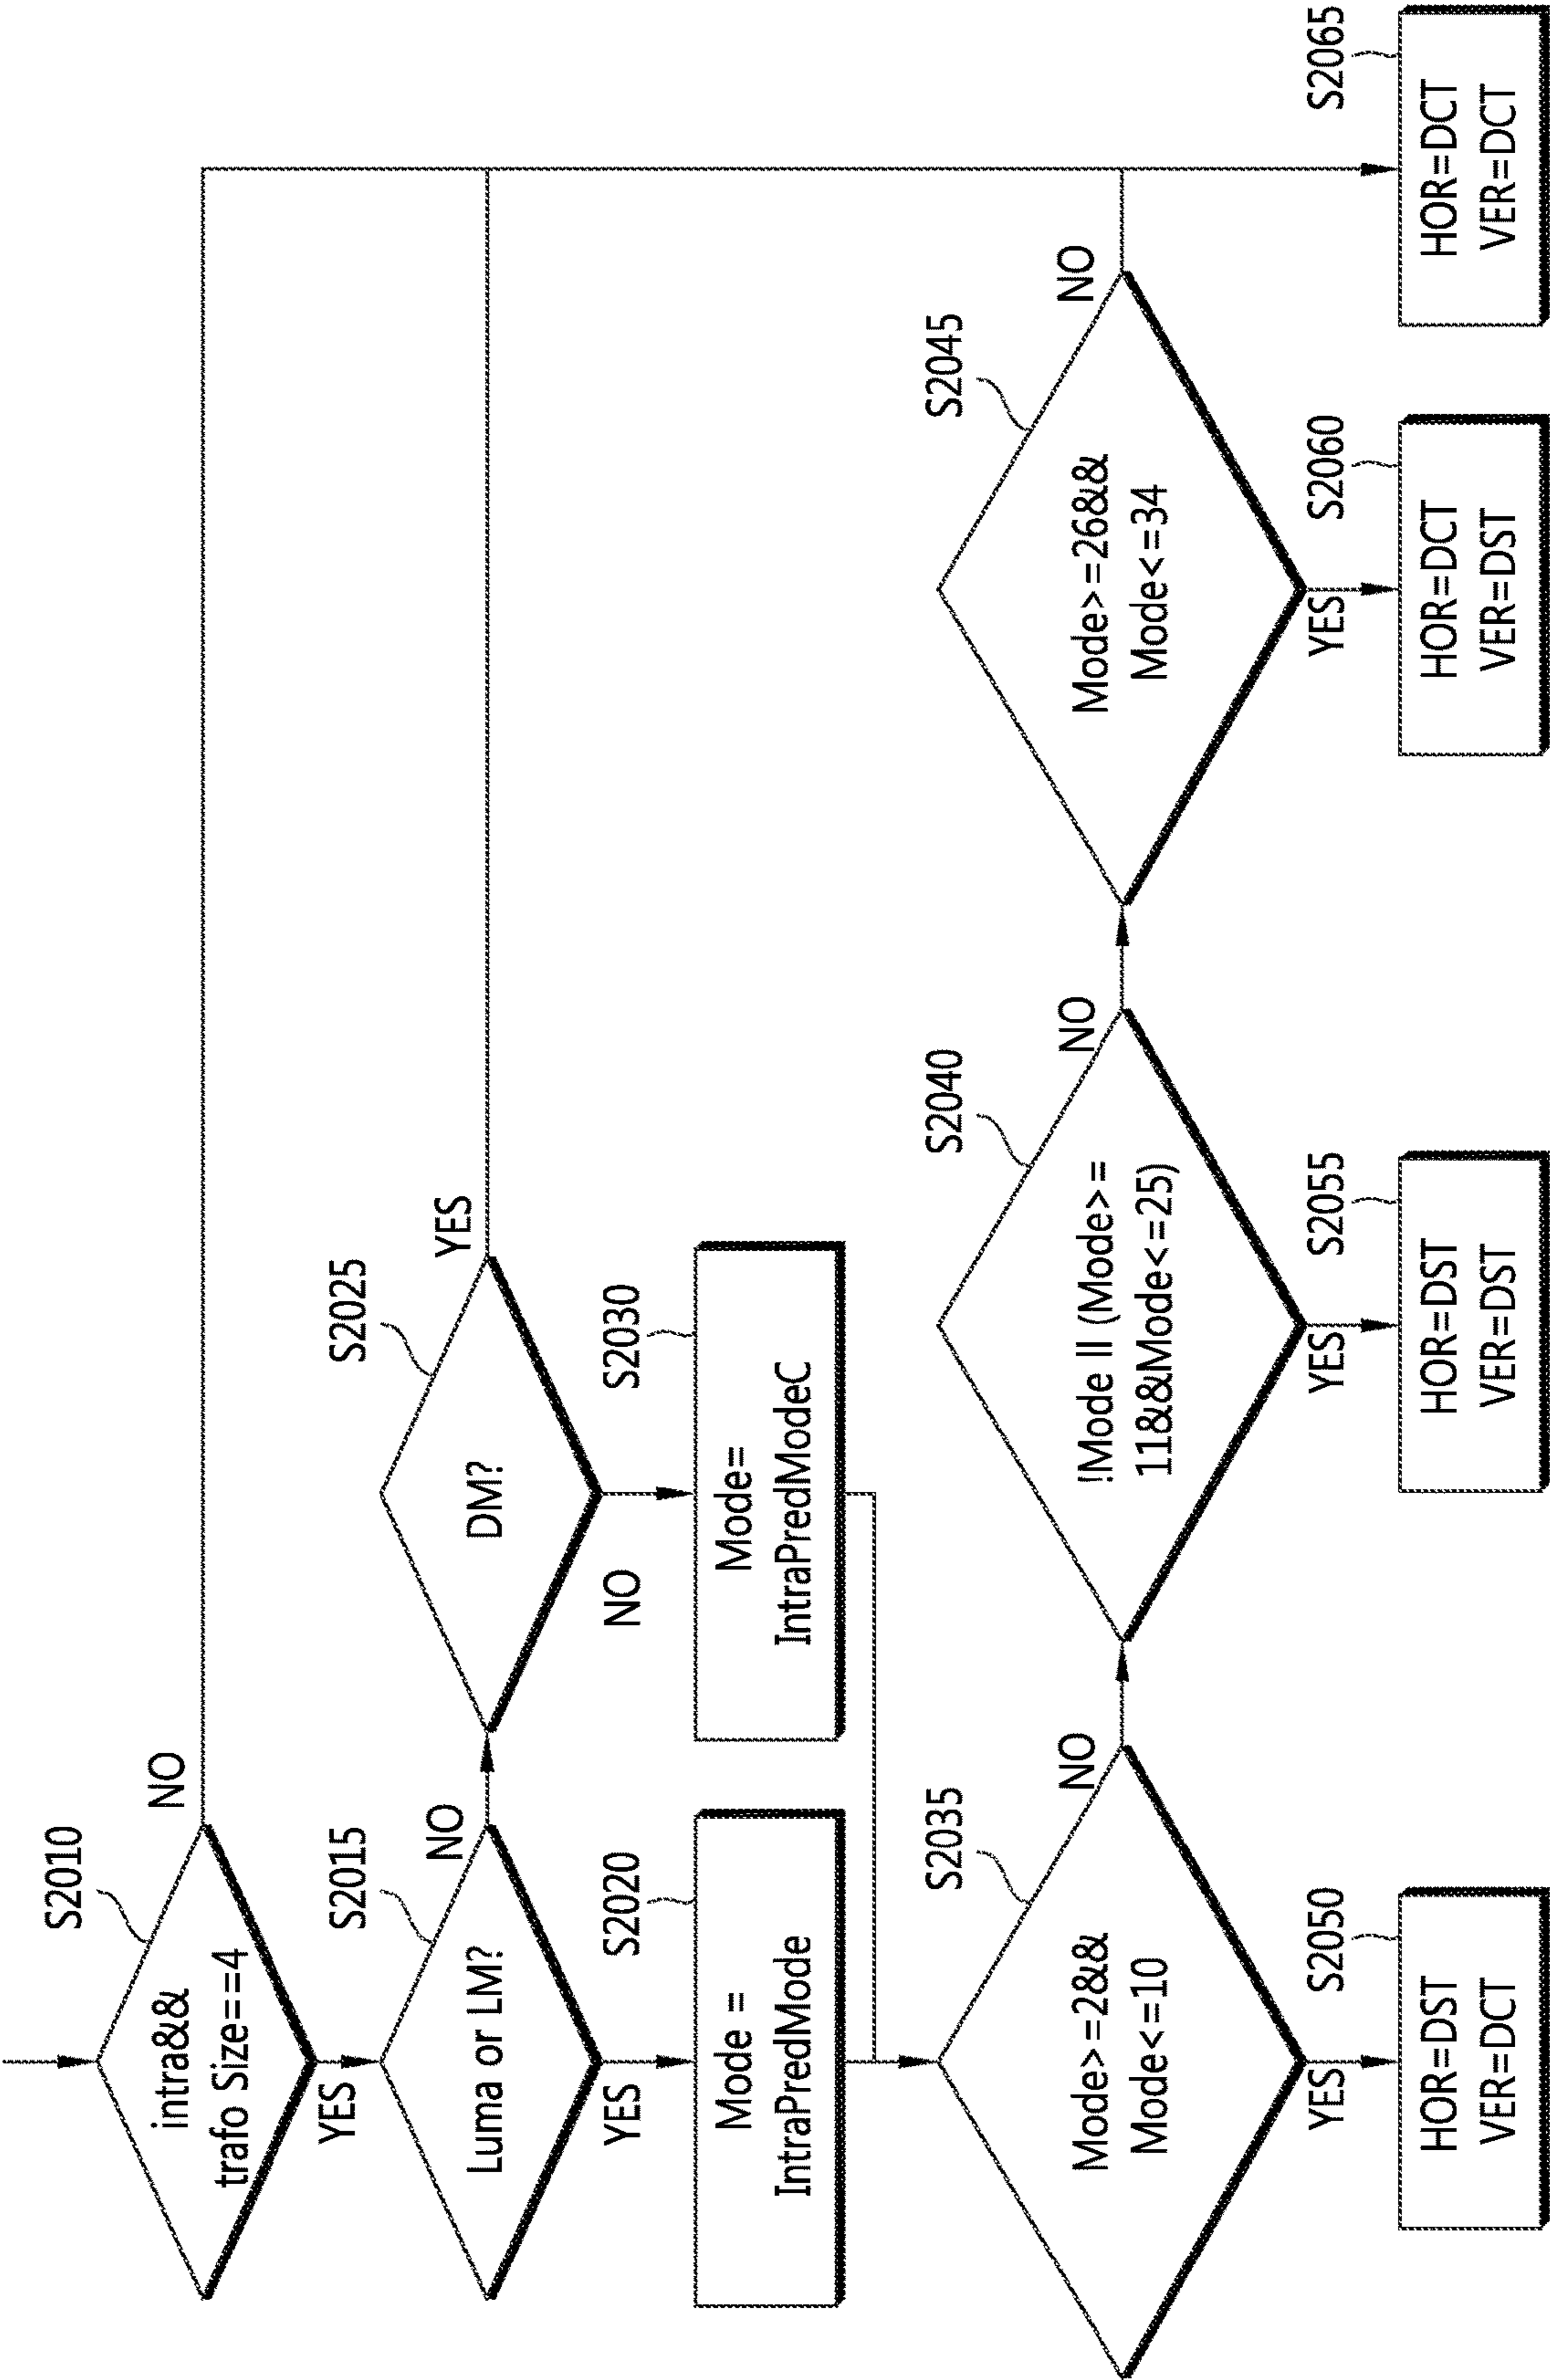 S2010
intra&&
trafo Size==4
NO
YES
S2015
Luma or LM?
NO
YES
S2025
DM?
YES
NO
S2020
Mode =
IntraPredMode
S2030
Mode=
IntraPredModeC
S2035
Mode>=2&&
Mode<=10
NO
YES
S2040
!Mode II (Mode>=
11&&Mode<=25)
NO
YES
S2045
Mode>=26&&
Mode<=34
NO
YES
S2050
HOR=DST
VER=DCT
S2055
HOR=DST
VER=DST
S2060
HOR=DCT
VER=DST
S2065
HOR=DCT
VER=DCT